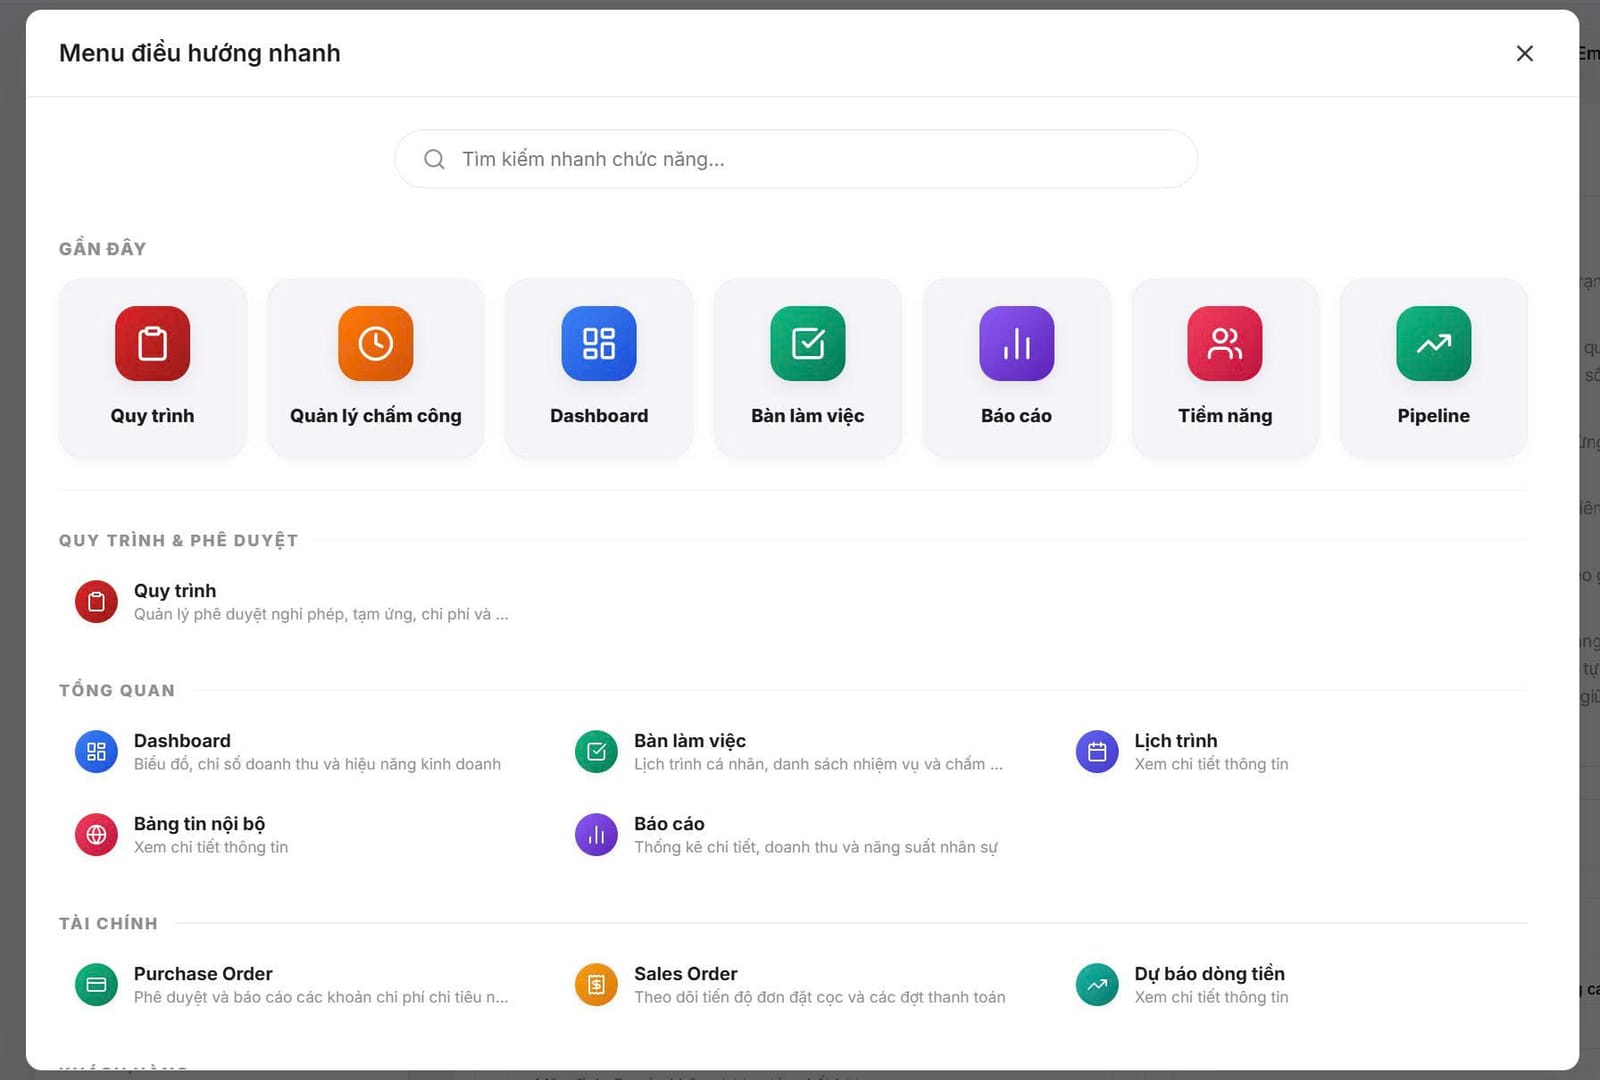 Menu điều hướng nhanh
Tìm kiếm nhanh chức năng...
GẦN ĐÂY
Quy trình
Quản lý chấm công
Dashboard
Bàn làm việc
Báo cáo
Tiềm năng
Pipeline
QUY TRÌNH & PHÊ DUYỆT
Quy trình
Quản lý phê duyệt nghỉ phép, tạm ứng, chi phí và ...
TỔNG QUAN
Dashboard
Biểu đồ, chỉ số doanh thu và hiệu năng kinh doanh
Bàn làm việc
Lịch trình cá nhân, danh sách nhiệm vụ và chấm ...
Lịch trình
Xem chi tiết thông tin
Bảng tin nội bộ
Xem chi tiết thông tin
Báo cáo
Thống kê chi tiết, doanh thu và năng suất nhân sự
TÀI CHÍNH
Purchase Order
Phê duyệt và báo cáo các khoản chi phí chi tiêu n...
Sales Order
Theo dõi tiến độ đơn đặt cọc và các đợt thanh toán
Dự báo dòng tiền
Xem chi tiết thông tin